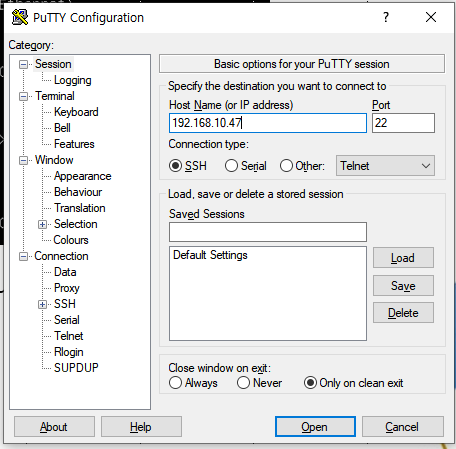 PuTTY Configuration
Category:
Session
Logging
Terminal
Keyboard
Bell
Features
Window
Appearance
Behaviour
Translation
Selection
Colours
Connection
Data
Proxy
SSH
Serial
Telnet
Rlogin
SUPDUP
Basic options for your PuTTY session
Specify the destination you want to connect to
Host Name (or IP address) Port
192.168.10.47 22
Connection type:
SSH Serial Other: Telnet
Load, save or delete a stored session
Saved Sessions
Default Settings
Load
Save
Delete
Close window on exit:
Always Never Only on clean exit
About Help Open Cancel